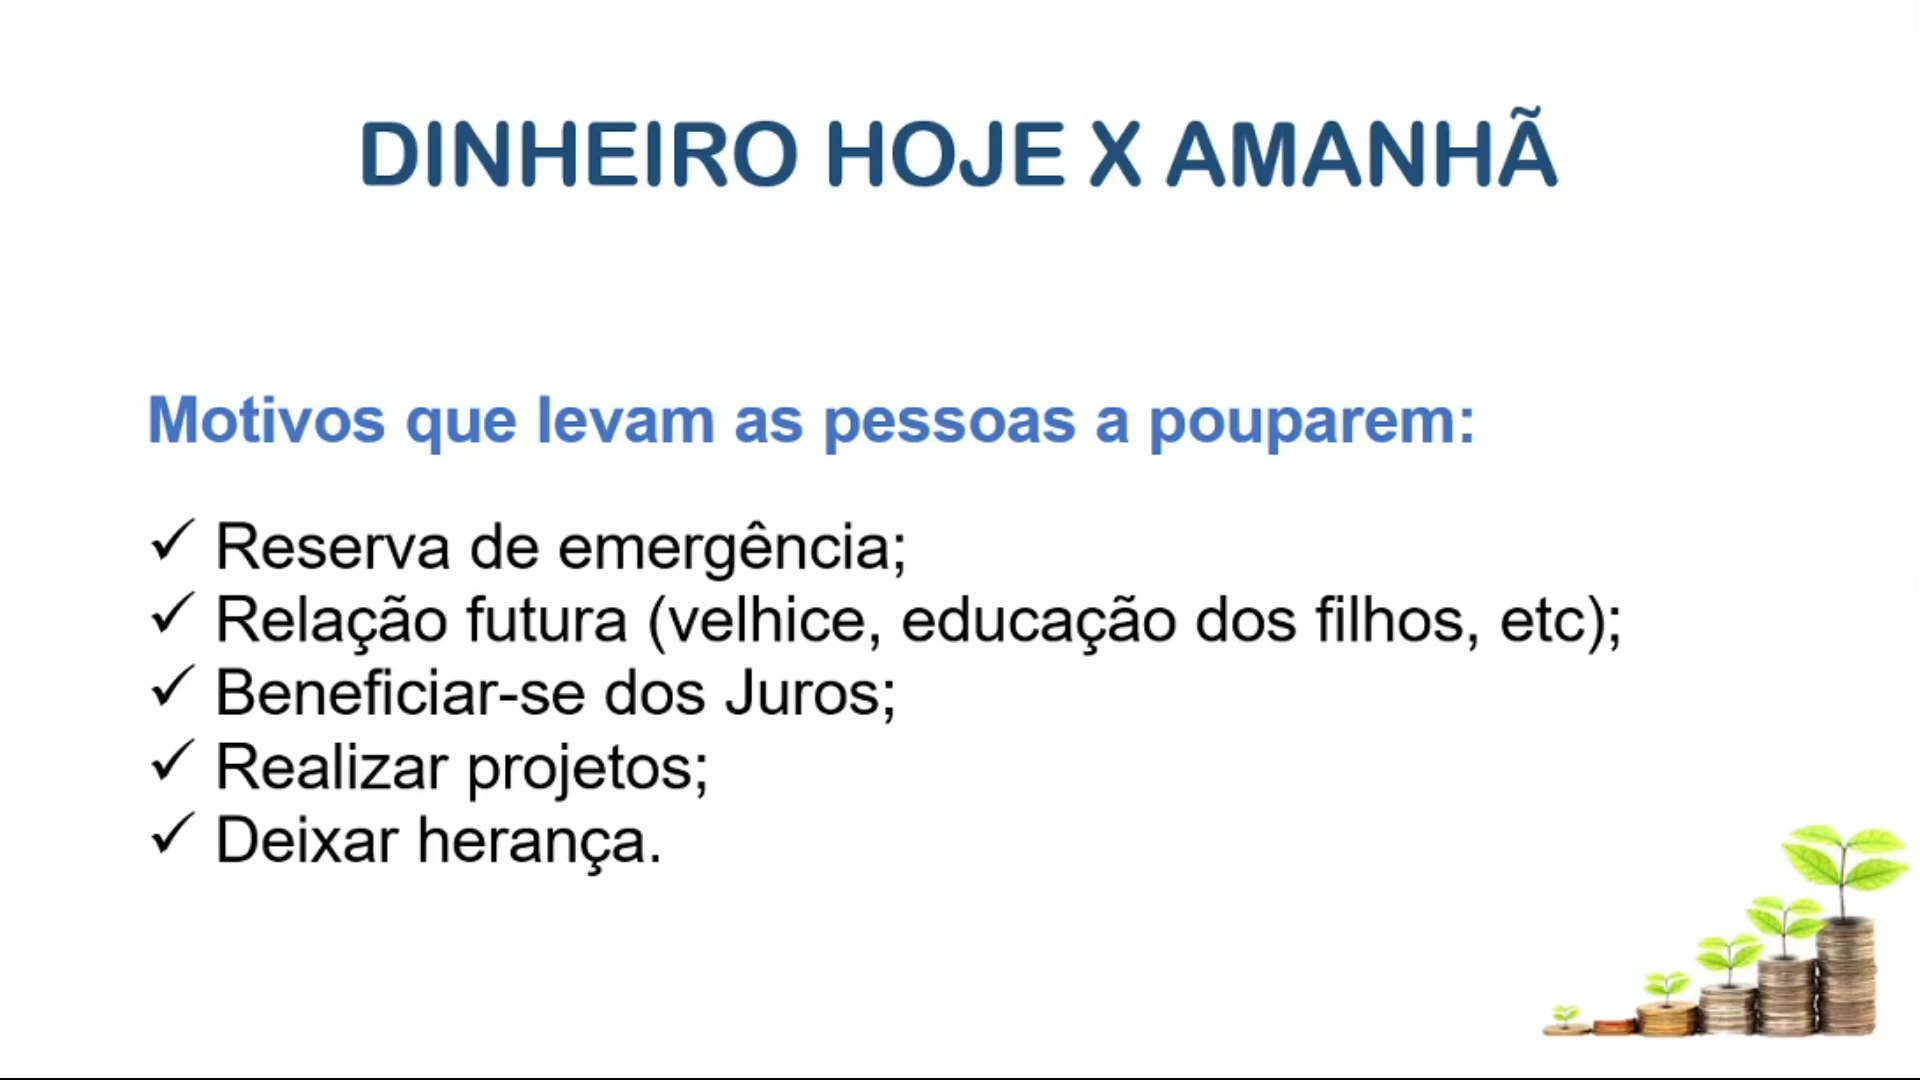 DINHEIRO HOJE X AMANHÃ
Motivos que levam as pessoas a pouparem:
✓ Reserva de emergência;
✓ Relação futura (velhice, educação dos filhos, etc);
✓ Beneficiar-se dos Juros;
✓ Realizar projetos;
✓ Deixar herança.